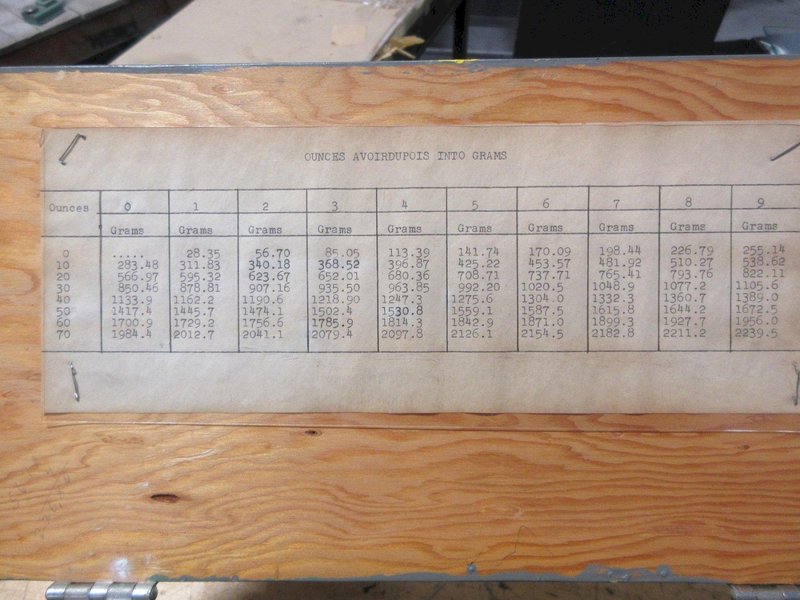 OUNCES AVOIRDUPOIS INTO GRAMS
Ounces 0 1 2 3 4 5 6 7 8 9
Grams Grams Grams Grams Grams Grams Grams Grams Grams Grams
0 ..... 28.35 56.70 85.05 113.39 141.74 170.09 198.44 226.79 255.14
10 283.48 311.83 340.18 368.52 396.87 425.22 453.57 481.92 510.27 538.62
20 566.97 595.32 623.67 652.01 680.36 708.71 737.71 765.41 793.76 822.11
30 850.46 878.81 907.16 935.50 963.85 992.20 1020.5 1048.9 1077.2 1105.6
40 1133.9 1162.2 1190.6 1218.90 1247.3 1275.6 1304.0 1332.3 1360.7 1389.0
50 1417.4 1445.7 1474.1 1502.4 1530.8 1559.1 1587.5 1615.8 1644.2 1672.5
60 1700.9 1729.2 1756.6 1785.9 1814.3 1842.9 1871.0 1899.3 1927.7 1956.0
70 1984.4 2012.7 2041.1 2079.4 2097.8 2126.1 2154.5 2182.8 2211.2 2239.5